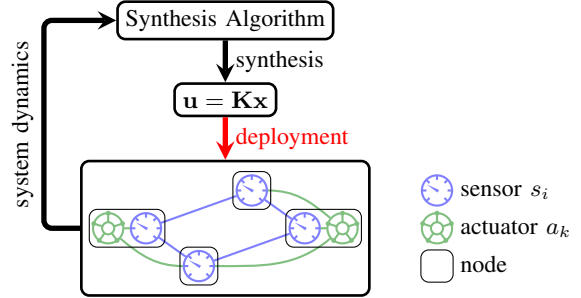 Synthesis Algorithm
synthesis
u = Kx
deployment
system dynamics
sensor s_i
actuator a_k
node